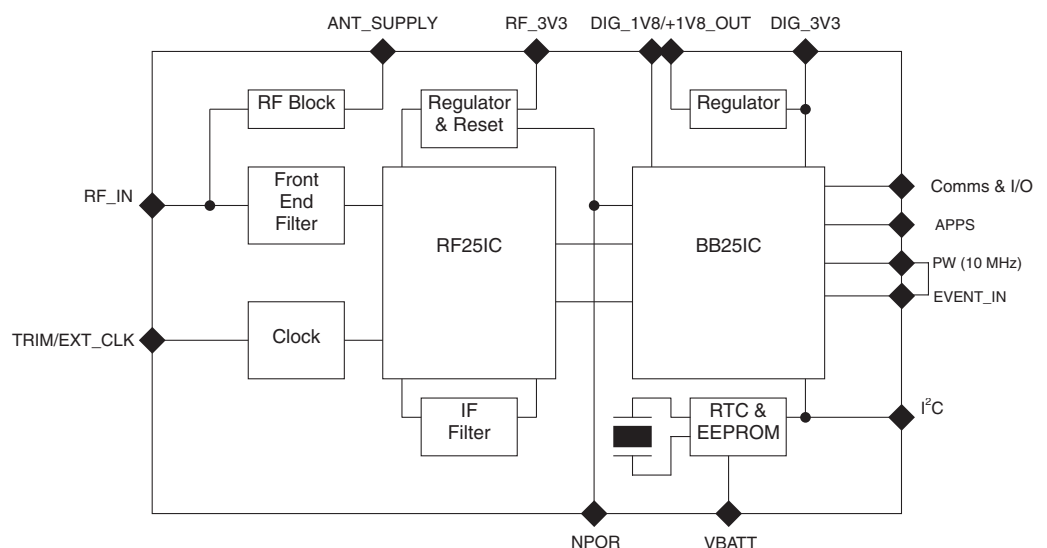 ANT_SUPPLY
RF_3V3
DIG_1V8/+1V8_OUT
DIG_3V3
RF Block
Regulator
& Reset
Regulator
RF_IN
Front
End
Filter
RF25IC
BB25IC
Comms & I/O
APPS
PW (10 MHz)
EVENT_IN
TRIM/EXT_CLK
Clock
IF
Filter
RTC &
EEPROM
I²C
NPOR
VBATT